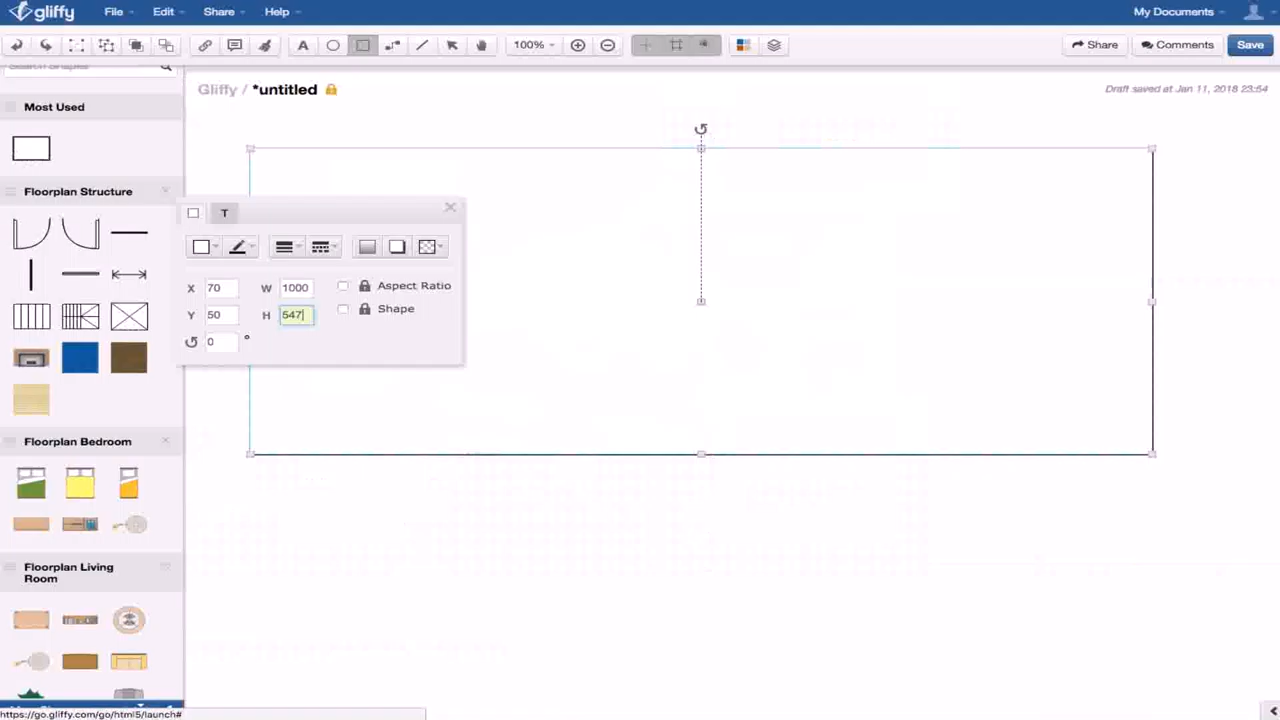 gliffy File Edit Share Help My Documents
A 100% Share Comments Save
Gliffy / *untitled Draft saved at Jan 11, 2018 23:54
Most Used
Floorplan Structure
T
X 70 W 1000 Aspect Ratio
Y 50 H 547 Shape
0 °
Floorplan Bedroom
Floorplan Living
Room
https://go.gliffy.com/go/html5/launch#